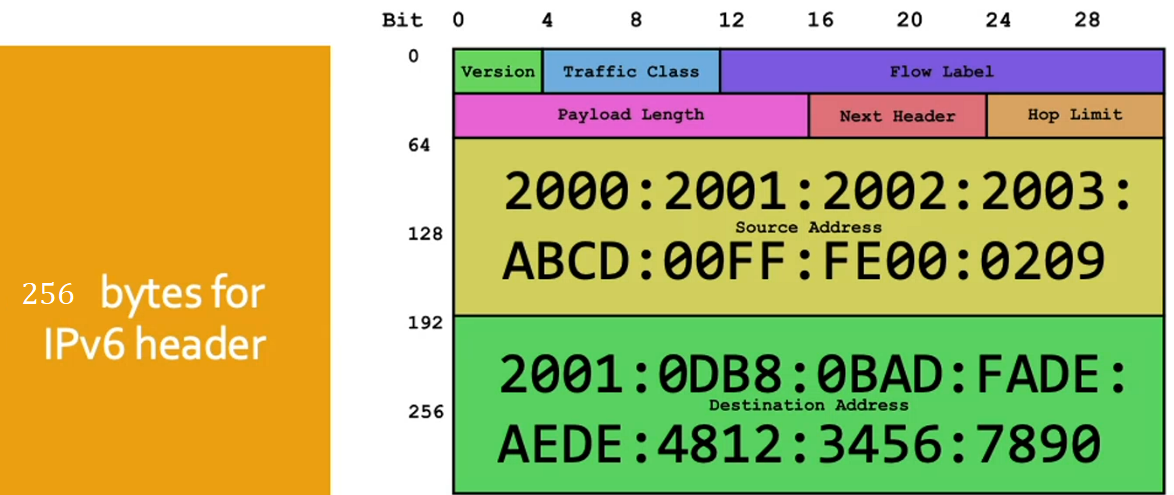 Bit 0 4 8 12 16 20 24 28
0
Version Traffic Class Flow Label
Payload Length Next Header Hop Limit
64
2000:2001:2002:2003:
Source Address
128
ABCD:00FF:FE00:0209
256 bytes for
IPv6 header
192
2001:0DB8:0BAD:FADE:
Destination Address
256
AEDE:4812:3456:7890